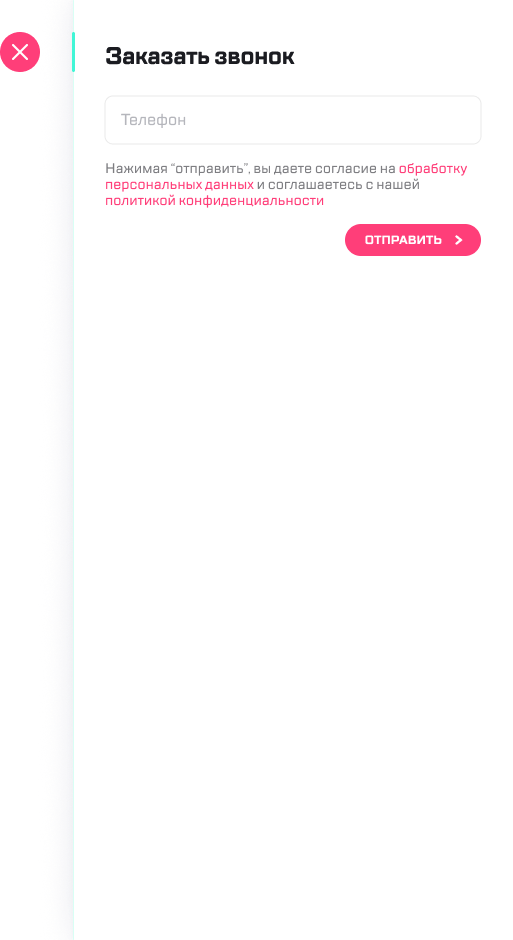 Заказать звонок
Телефон
Нажимая “отправить”, вы даете согласие на обработку
персональных данных и соглашаетесь с нашей
политикой конфиденциальности
ОТПРАВИТЬ